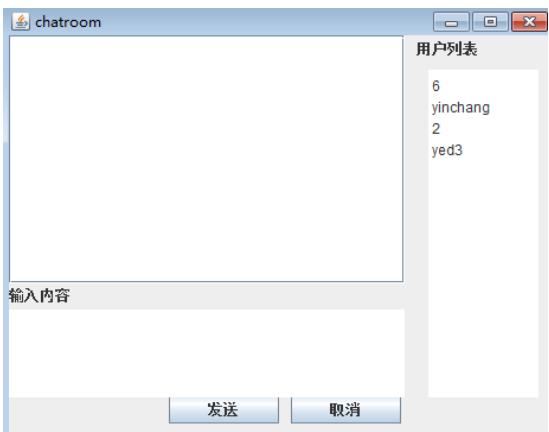 chatroom
用户列表
6
yinchang
2
yed3
输入内容
发送
取消